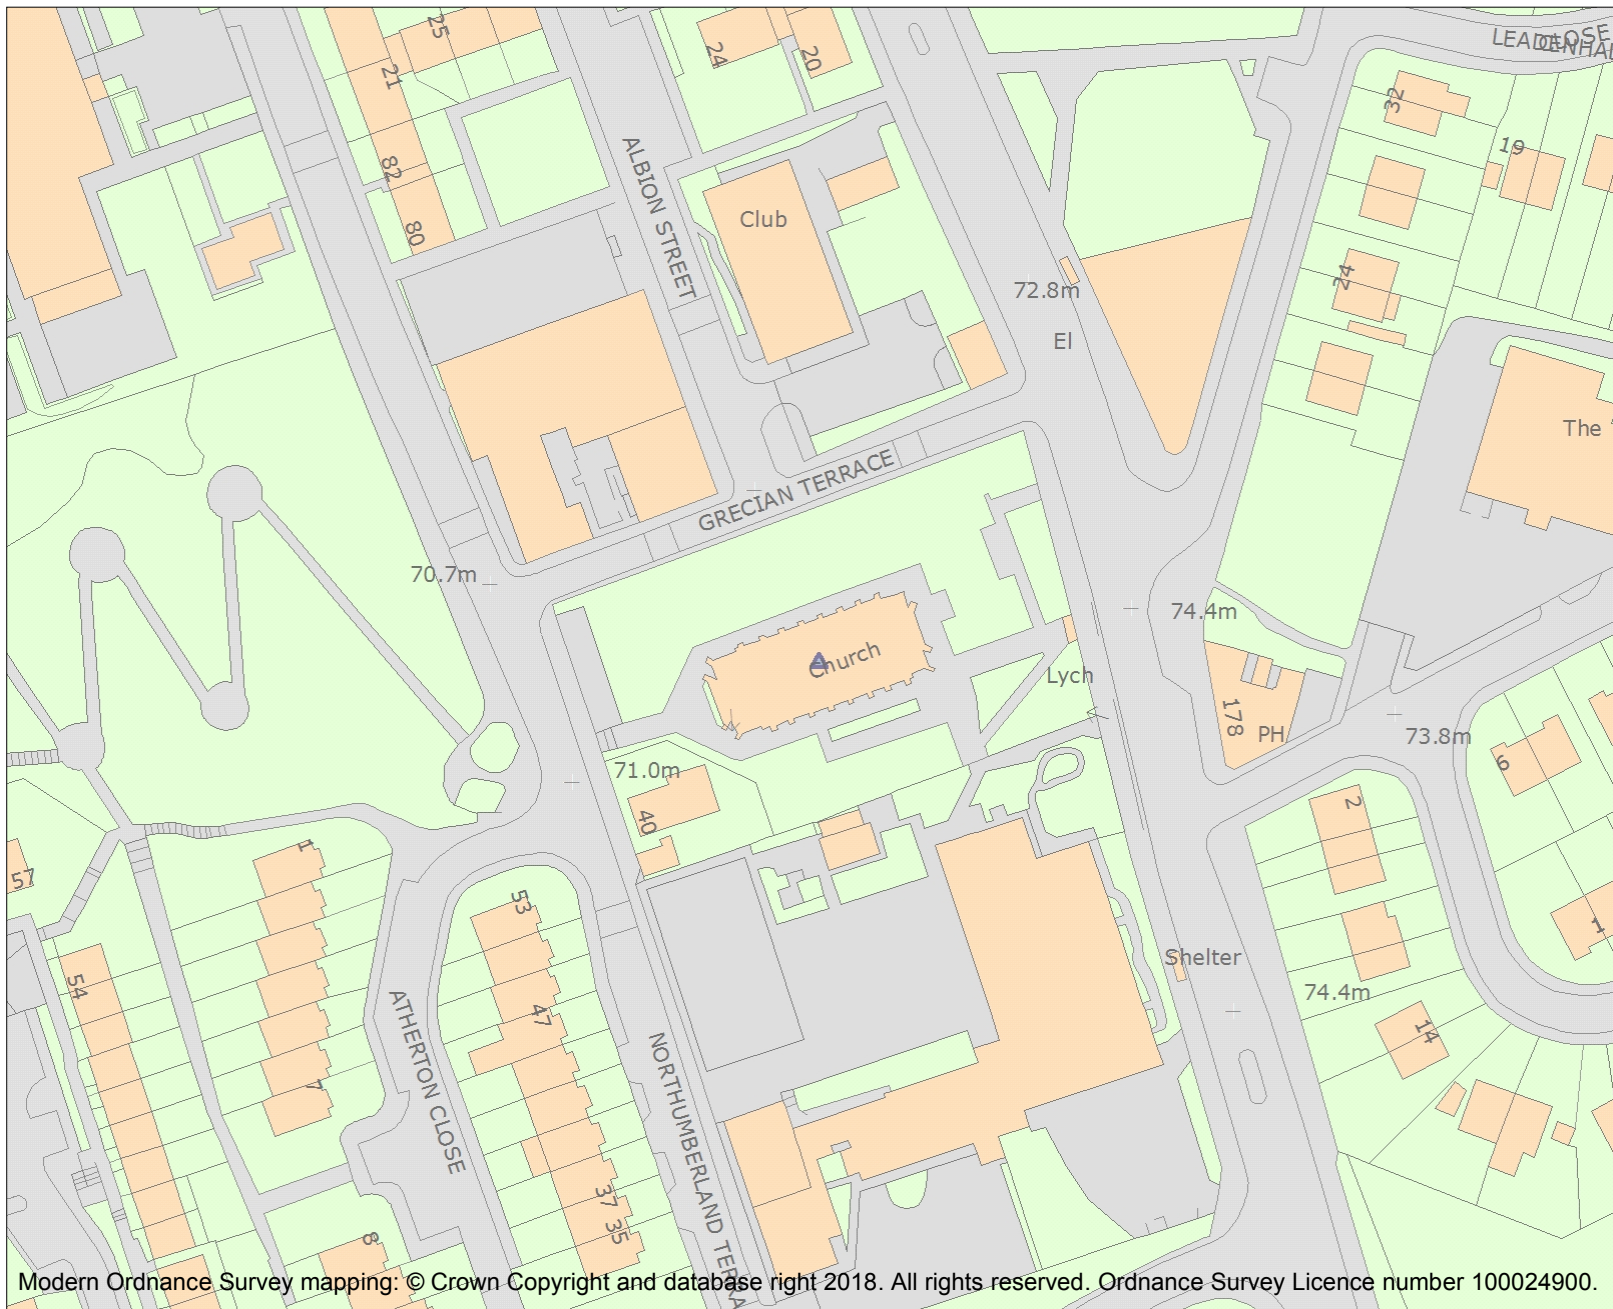 25
21
24
20
LEADENHAL
CLOSE
32
19
82
80
ALBION STREET
Club
24
72.8m
El
The
GRECIAN TERRACE
70.7m
74.4m
Church
Lych
178
PH
73.8m
6
71.0m
40
2
1
57
53
1
54
47
Shelter
74.4m
14
7
ATHERTON CLOSE
NORTHUMBERLAND TERRA
37
35
8
Modern Ordnance Survey mapping: © Crown Copyright and database right 2018. All rights reserved. Ordnance Survey Licence number 100024900.